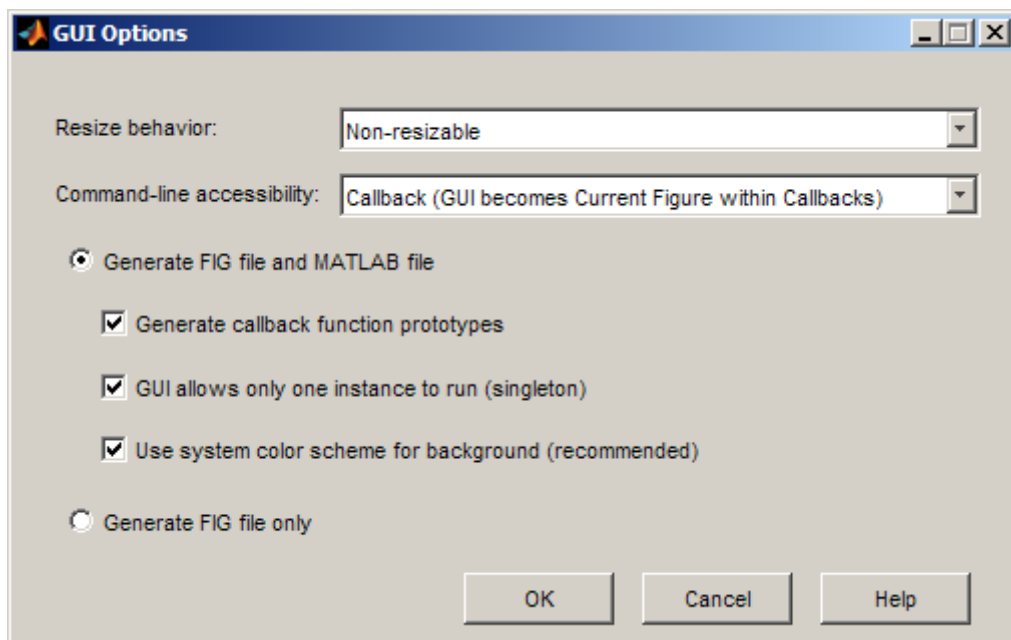 GUI Options
Resize behavior: Non-resizable
Command-line accessibility: Callback (GUI becomes Current Figure within Callbacks)
Generate FIG file and MATLAB file
Generate callback function prototypes
GUI allows only one instance to run (singleton)
Use system color scheme for background (recommended)
Generate FIG file only
OK Cancel Help